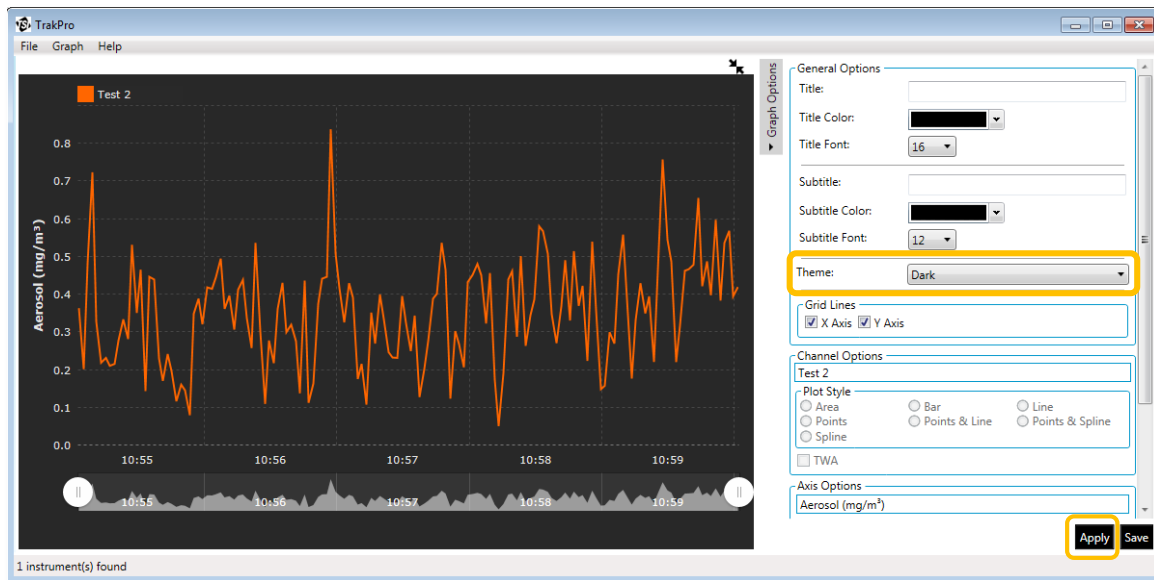 TrakPro
File Graph Help
Test 2
Aerosol (mg/m³)
0.8
0.7
0.6
0.5
0.4
0.3
0.2
0.1
0.0
10:55 10:56 10:57 10:58 10:59
10:55 10:56 10:57 10:58 10:59
Graph Options
General Options
Title:
Title Color:
Title Font: 16
Subtitle:
Subtitle Color:
Subtitle Font: 12
Theme: Dark
Grid Lines
X Axis Y Axis
Channel Options
Test 2
Plot Style
Area Bar Line
Points Points & Line Points & Spline
Spline
TWA
Axis Options
Aerosol (mg/m³)
Apply Save
1 instrument(s) found